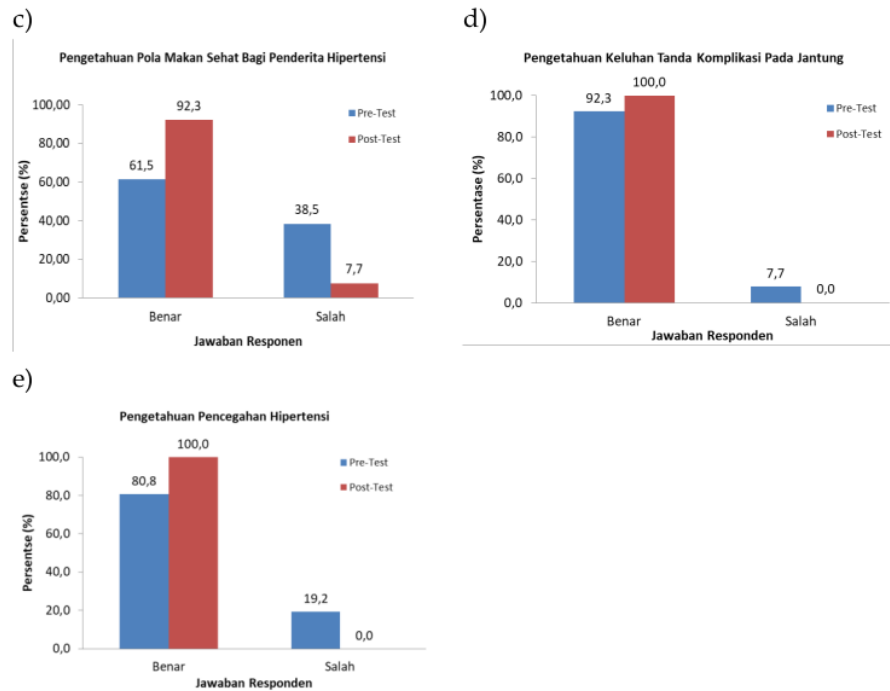 c)
Pengetahuan Pola Makan Sehat Bagi Penderita Hipertensi
92,3
100,00
Pre-Test
80,00
Post-Test
61,5
60,00
38,5
40,00
20,00
7,7
0,00
Persentse (%)
Benar
Salah
Jawaban Responen
d)
Pengetahuan Keluhan Tanda Komplikasi Pada Jantung
100,0
92,3
100,0
Pre-Test
80,0
Post-Test
60,0
40,0
20,0
7,7
0,0
0,0
Persentase (%)
Benar
Salah
Jawaban Responden
e)
Pengetahuan Pencegahan Hipertensi
100,0
100,0
Pre-Test
80,8
80,0
Post-Test
60,0
40,0
19,2
20,0
0,0
0,0
Persentse (%)
Benar
Salah
Jawaban Responden